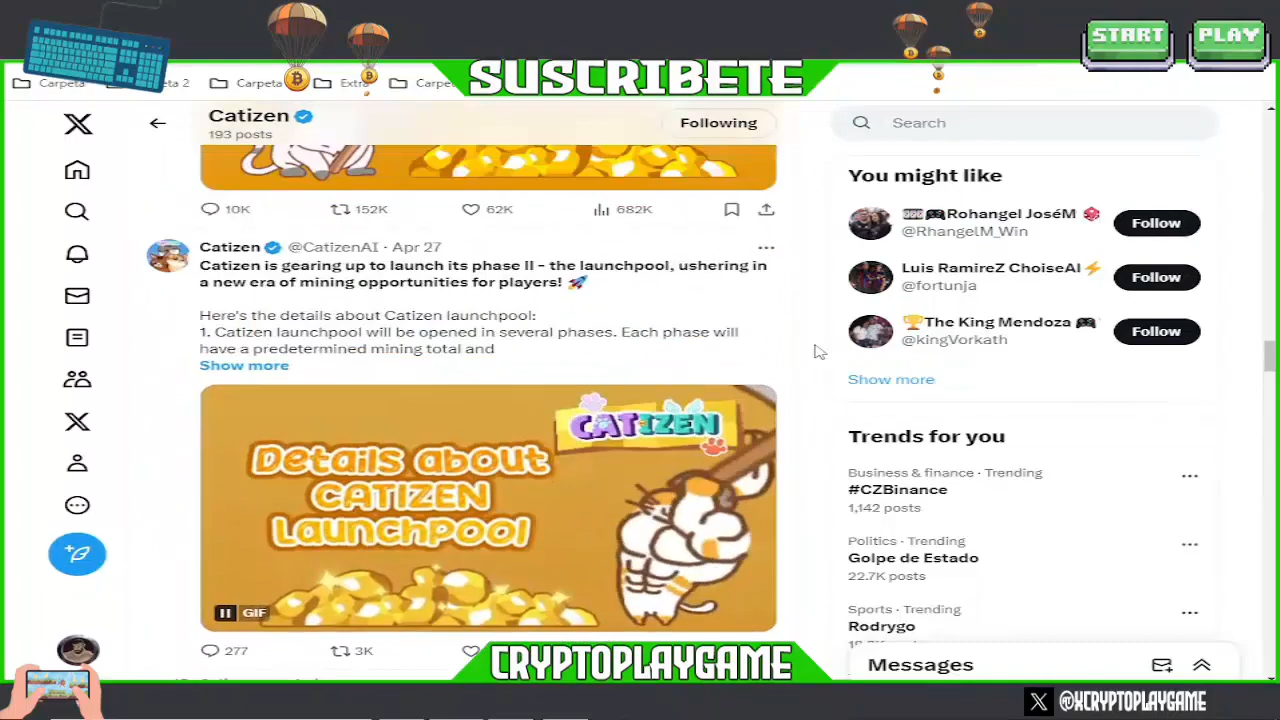 START
PLAY
Carpeta
2
Carpeta
Extra
Carpe
SUSCRIBETE
Catizen
193 posts
Following
Search
10K
152K
62K
682K
Catizen @CatizenAI · Apr 27
Catizen is gearing up to launch its phase II - the launchpool, ushering in
a new era of mining opportunities for players! 🚀
Here's the details about Catizen launchpool:
1. Catizen launchpool will be opened in several phases. Each phase will
have a predetermined mining total and
Show more
CATIZEN
Details about
CATIZEN
Launchpool
GIF
277
3K
You might like
Rohangel JoséM
@RhangelM_Win
Follow
Luis RamireZ ChoiseAI ⚡
@fortunja
Follow
🏆The King Mendoza 🎮
@kingVorkath
Follow
Show more
Trends for you
Business & finance · Trending
#CZBinance
1,142 posts
Politics · Trending
Golpe de Estado
22.7K posts
Sports · Trending
Rodrygo
Messages
CRYPTOPLAYGAME
@XCRYPTOPLAYGAME